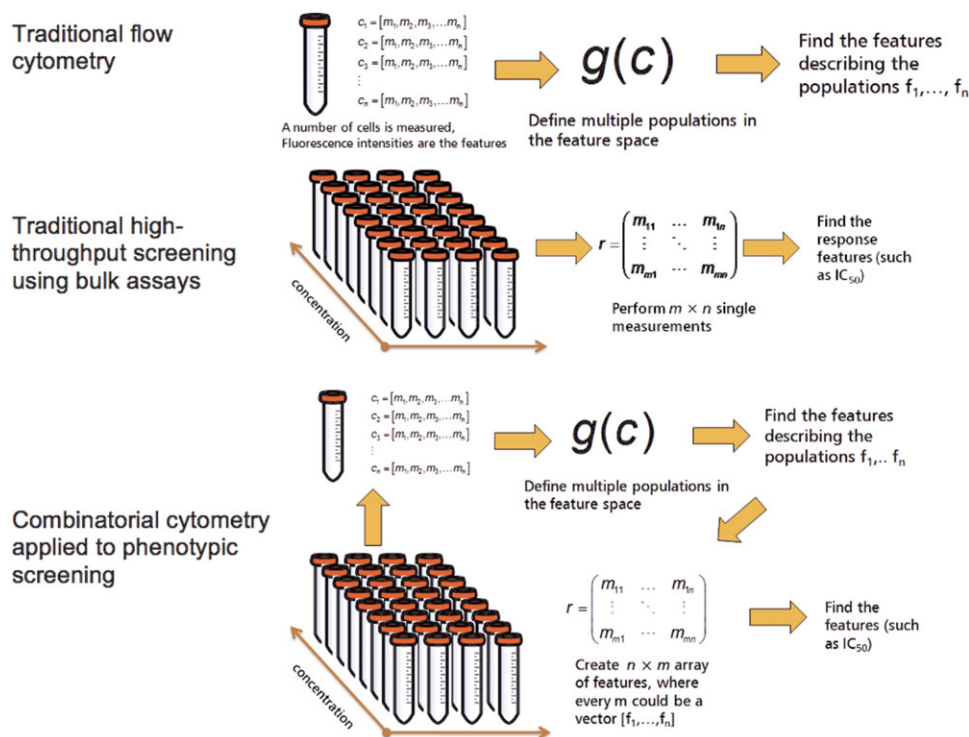 Traditional flow
cytometry
c₁ = [m₁, m₂, m₃, ...mₙ]
c₂ = [m₁, m₂, m₃, ...mₙ]
c₃ = [m₁, m₂, m₃, ...mₙ]
⋮
cₙ = [m₁, m₂, m₃, ...mₙ]
A number of cells is measured,
Fluorescence intensities are the features
g(c)
Define multiple populations in
the feature space
Find the features
describing the
populations f₁,..., fₙ
Traditional high-
throughput screening
using bulk assays
concentration
r = ( m₁₁ ... m₁ₙ
⋮ ⋱ ⋮
mₘ₁ ... mₘₙ )
Perform m × n single
measurements
Find the
response
features (such
as IC₅₀)
Combinatorial cytometry
applied to phenotypic
screening
c₁ = [m₁, m₂, m₃, ...mₙ]
c₂ = [m₁, m₂, m₃, ...mₙ]
c₃ = [m₁, m₂, m₃, ...mₙ]
⋮
cₙ = [m₁, m₂, m₃, ...mₙ]
g(c)
Define multiple populations in
the feature space
Find the features
describing the
populations f₁,.. fₙ
concentration
r = ( m₁₁ ... m₁ₙ
⋮ ⋱ ⋮
mₘ₁ ... mₘₙ )
Create n × m array
of features, where
every m could be a
vector [f₁,...,fₙ]
Find the
features (such
as IC₅₀)